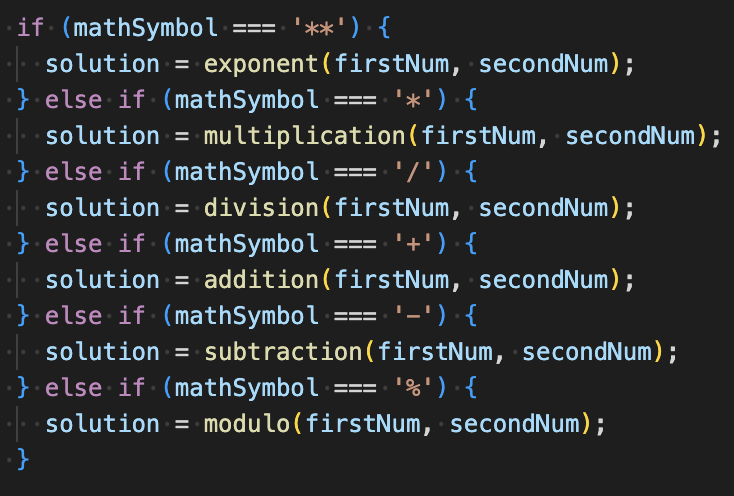 if (mathSymbol === '**') {
  solution = exponent(firstNum, secondNum);
} else if (mathSymbol === '*') {
  solution = multiplication(firstNum, secondNum);
} else if (mathSymbol === '/') {
  solution = division(firstNum, secondNum);
} else if (mathSymbol === '+') {
  solution = addition(firstNum, secondNum);
} else if (mathSymbol === '-') {
  solution = subtraction(firstNum, secondNum);
} else if (mathSymbol === '%') {
  solution = modulo(firstNum, secondNum);
}